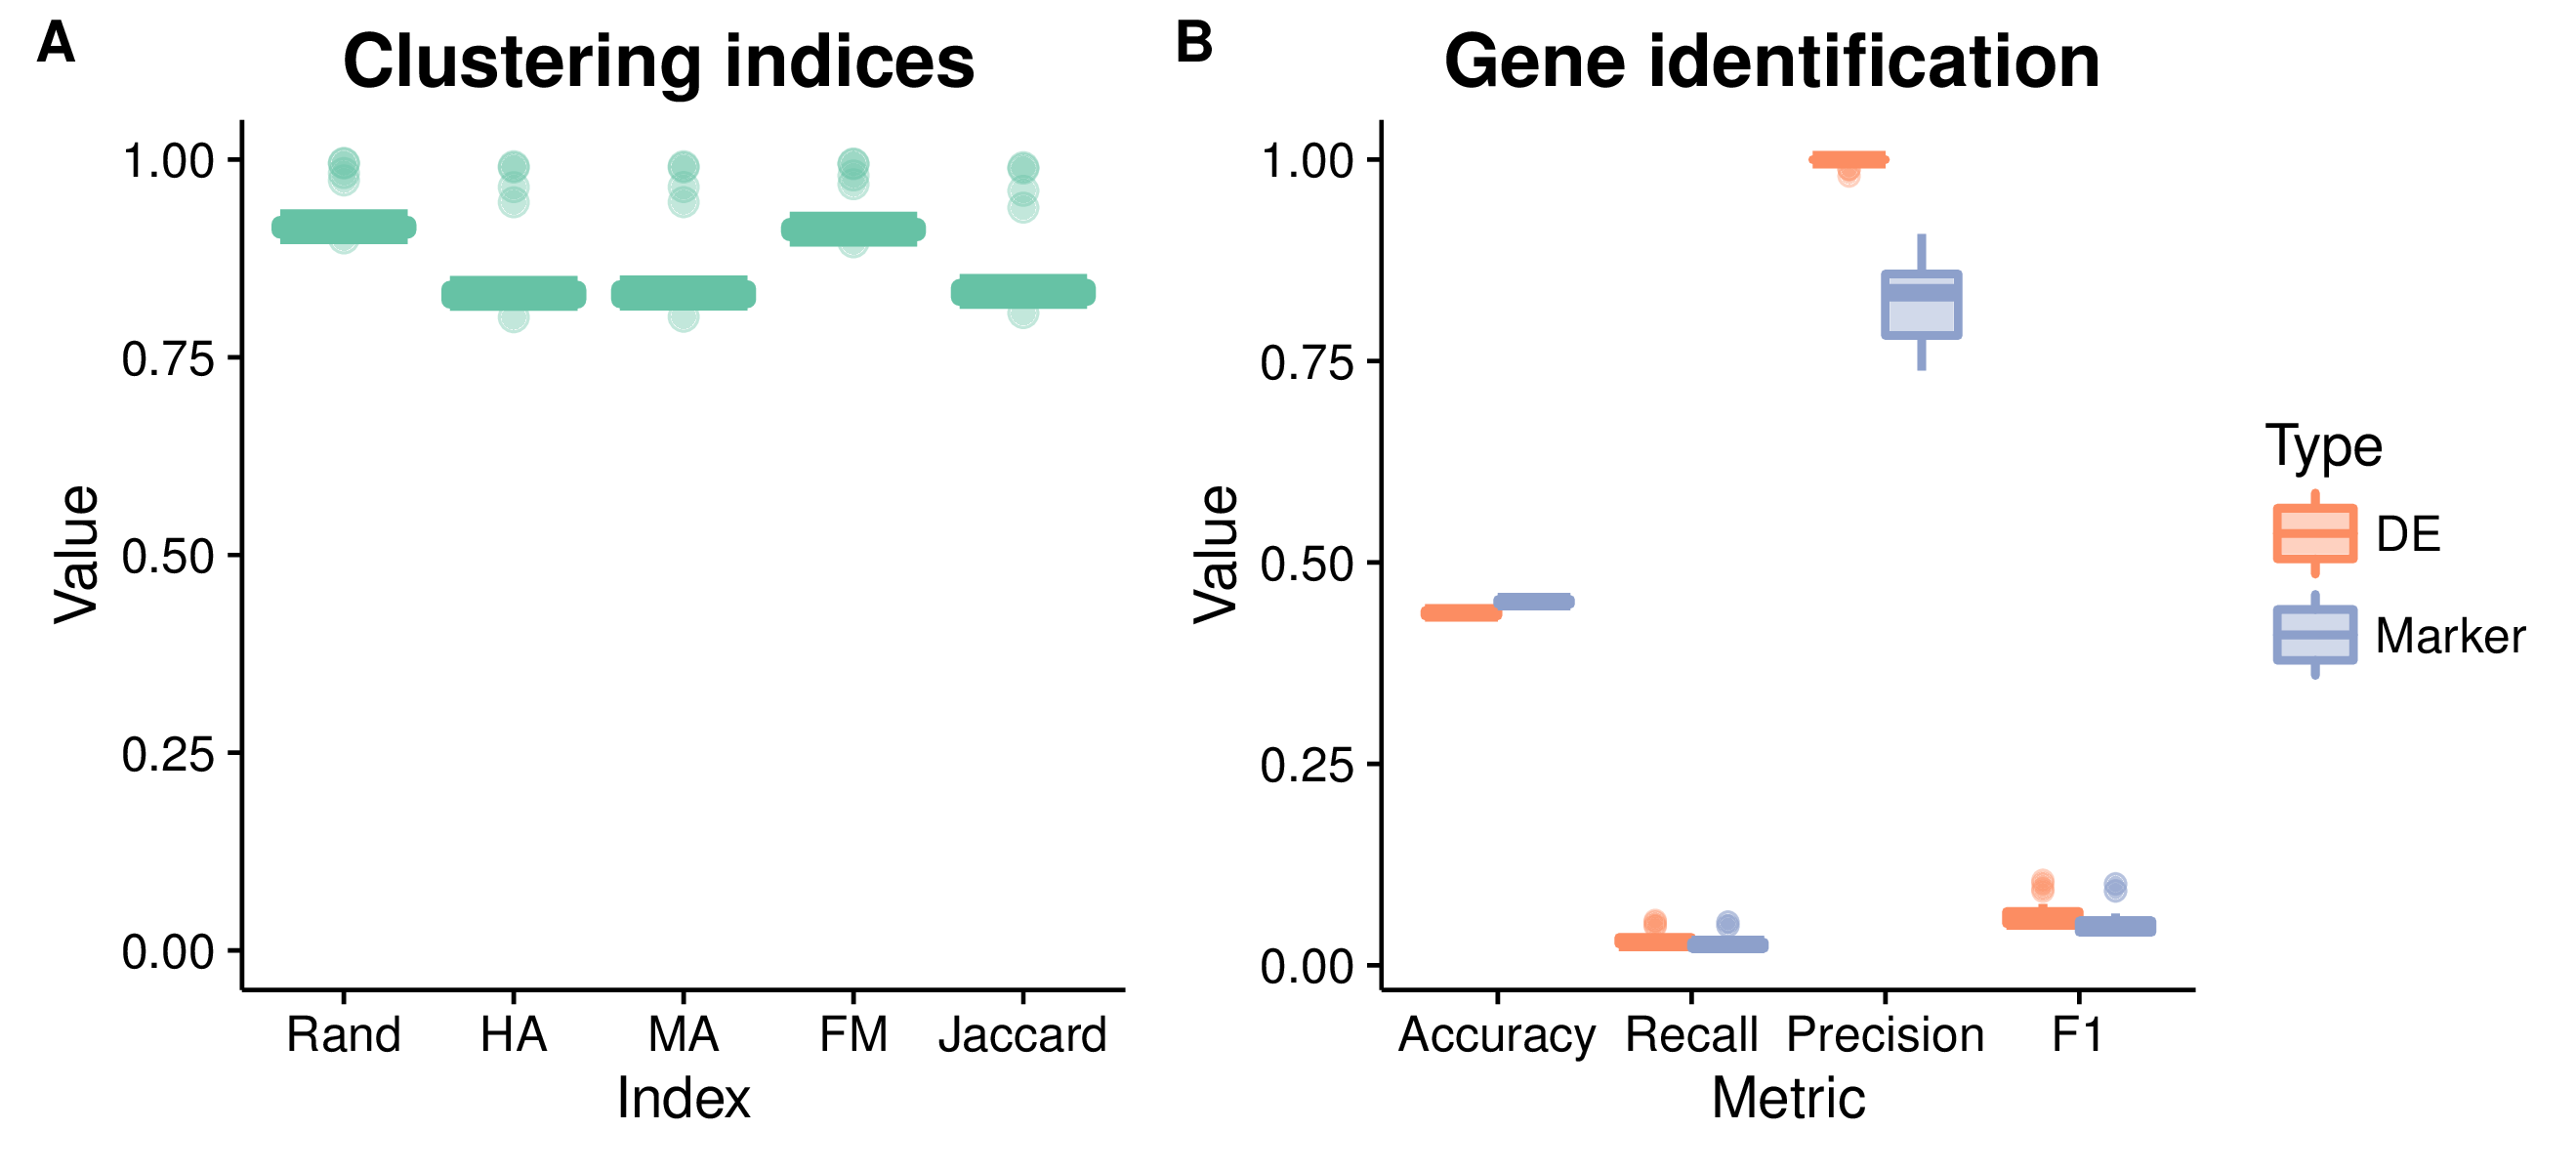 A
Clustering indices
Value
1.00
0.75
0.50
0.25
0.00
Rand HA MA FM Jaccard
Index
B
Gene identification
Value
1.00
0.75
0.50
0.25
0.00
Accuracy Recall Precision F1
Metric
Type
DE
Marker